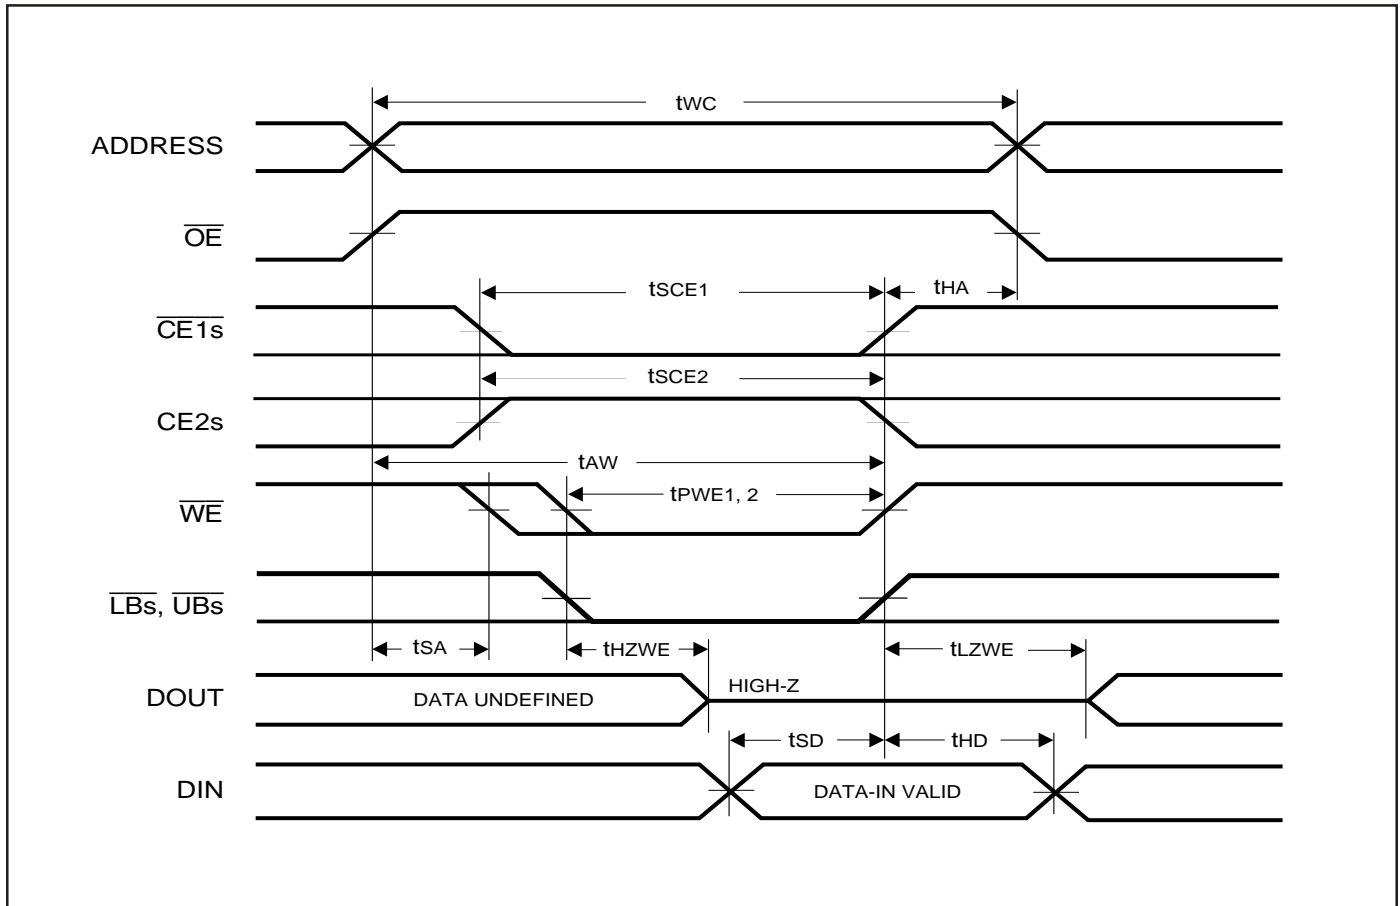 tWC
ADDRESS
OE
tSCE1
tHA
CE1s
tSCE2
CE2s
tAW
tPWE1, 2
WE
LBs, UBs
tSA
tHZWE
tLZWE
DOUT
DATA UNDEFINED
HIGH-Z
tSD
tHD
DIN
DATA-IN VALID